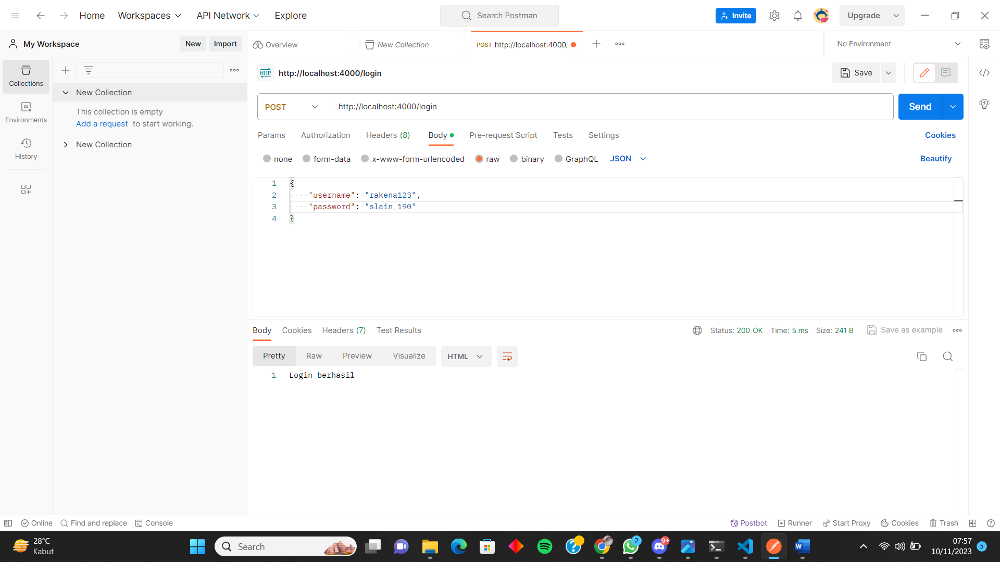 Home Workspaces API Network Explore Search Postman Invite Upgrade
My Workspace New Import Overview New Collection POST http://localhost:4000/ No Environment
HTTP http://localhost:4000/login Save
Collections
New Collection
This collection is empty
Add a request to start working.
New Collection
Environments
History
POST http://localhost:4000/login Send
Params Authorization Headers (8) Body Pre-request Script Tests Settings Cookies
none form-data x-www-form-urlencoded raw binary GraphQL JSON Beautify
1 {
2 "username": "rakena123",
3 "password": "slain_190"
4 }
Body Cookies Headers (7) Test Results Status: 200 OK Time: 5 ms Size: 241 B Save as example
Pretty Raw Preview Visualize HTML
1 Login berhasil
Online Find and replace Console Postbot Runner Start Proxy Cookies Trash
28°C
Kabut
Search
2
9+
07:57
10/11/2023
5